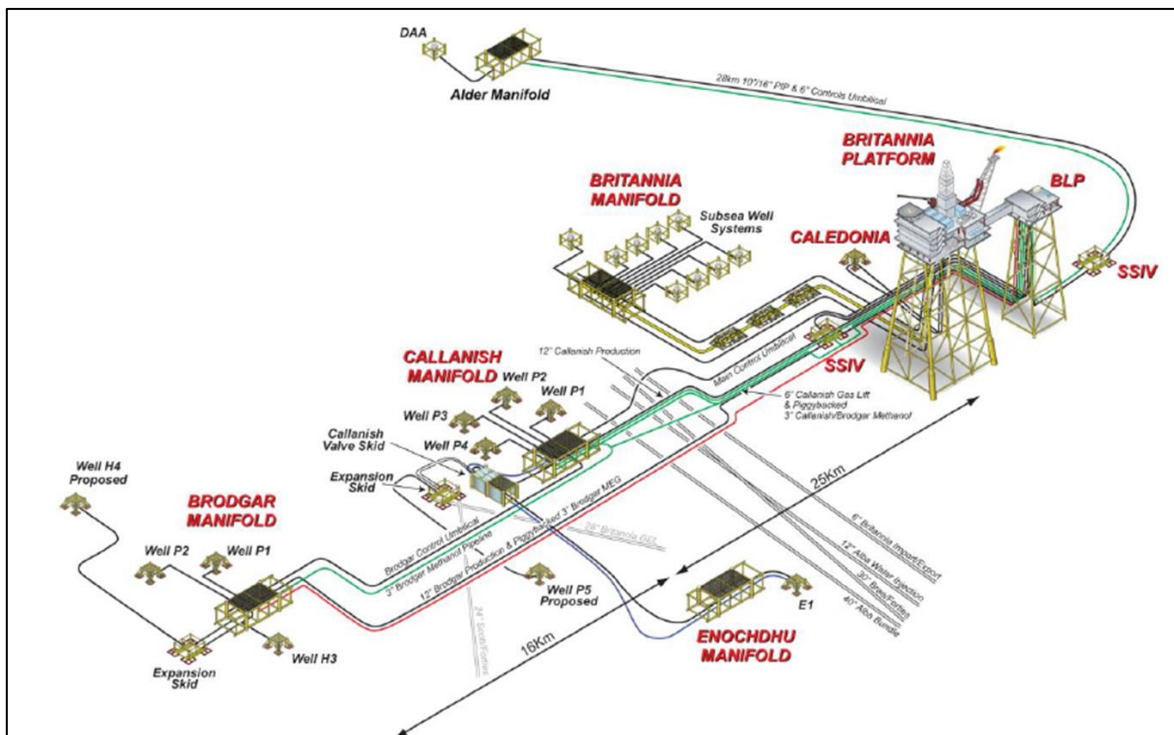 DAA
Alder Manifold
28km 10"/16" PIP & 6" Controls Umbilical
BRITANNIA
PLATFORM
BLP
BRITANNIA
MANIFOLD
Subsea Well
Systems
CALEDONIA
SSIV
12" Callanish Production
Main Control Umbilical
SSIV
CALLANISH
MANIFOLD
Well P2
Well P1
Well P3
6" Callanish Gas Lift
& Piggybacked
3" Callanish/Brodgar Methanol
Callanish
Valve Skid
Well P4
Expansion
Skid
Well H4
Proposed
BRODGAR
MANIFOLD
Well P2
Well P1
Brodgar Control Umbilical
3" Brodgar Methanol Pipeline
12" Brodgar Production & Piggybacked 3" Brodgar MEG
25Km
6" Britannia Import/Export
12" Alba Water Injection
30" Brae/Forties
40" Alba Bundle
Well P5
Proposed
E1
ENOCHDHU
MANIFOLD
16Km
24" Scott/Forties
Well H3
Expansion
Skid